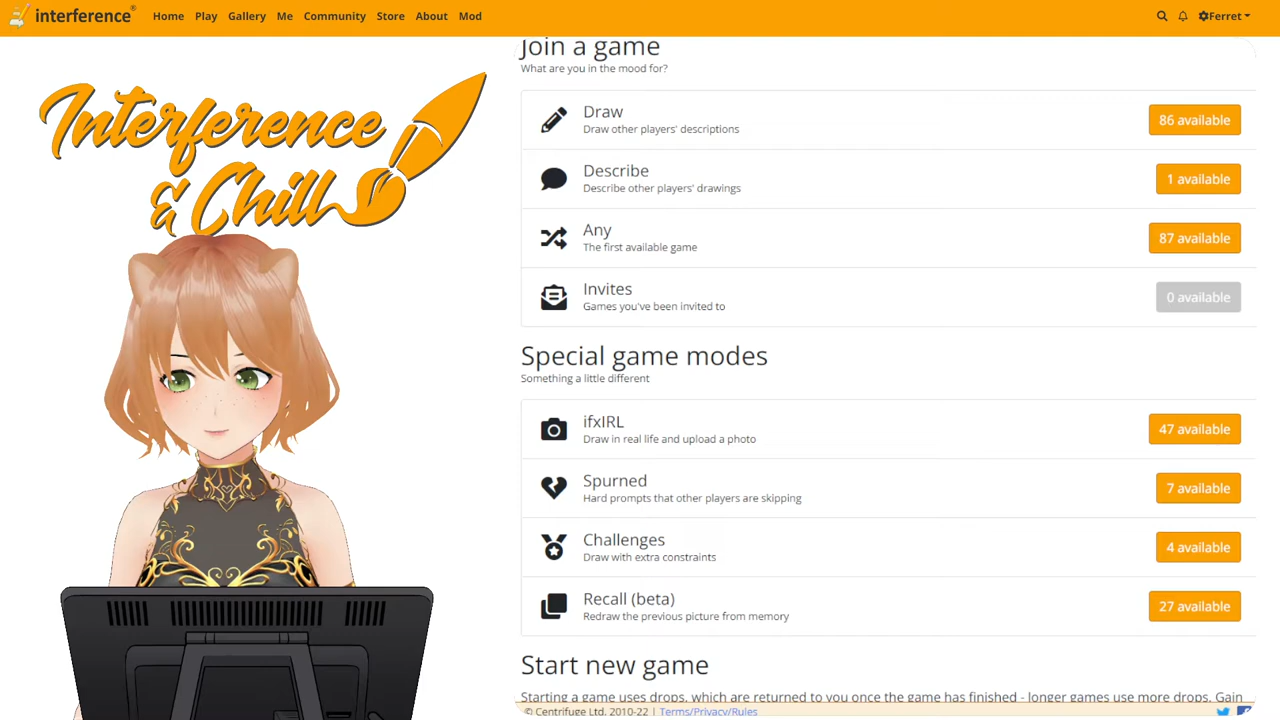 interference®
Home Play Gallery Me Community Store About Mod
Ferret
Interference
& Chill
Join a game
What are you in the mood for?
Draw
Draw other players' descriptions
86 available
Describe
Describe other players' drawings
1 available
Any
The first available game
87 available
Invites
Games you've been invited to
0 available
Special game modes
Something a little different
ifxIRL
Draw in real life and upload a photo
47 available
Spurned
Hard prompts that other players are skipping
7 available
Challenges
Draw with extra constraints
4 available
Recall (beta)
Redraw the previous picture from memory
27 available
Start new game
Starting a game uses drops, which are returned to you once the game has finished - longer games use more drops. Gain
© Centrifuge Ltd. 2010-22 | Terms/Privacy/Rules